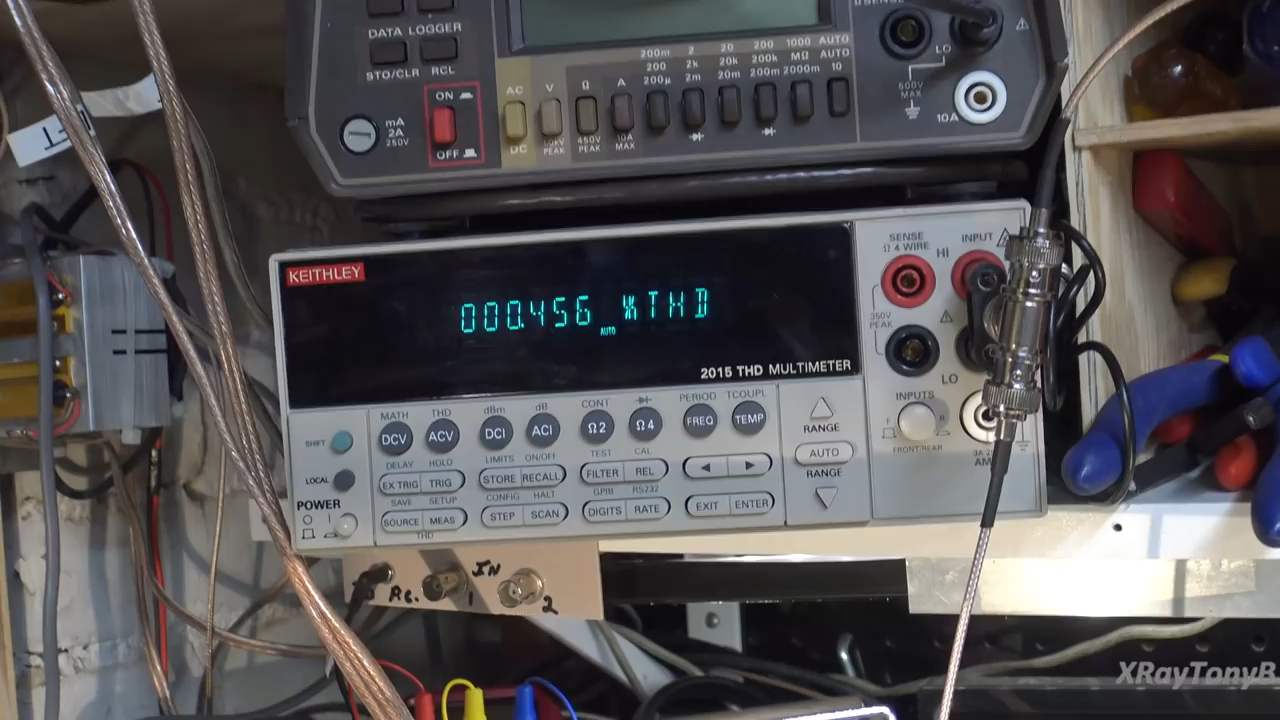 DATA LOGGER
STO/CLR RCL
ON
OFF
mA
2A
250V
AC
DC
V
Ω
450V
PEAK
A
10A
MAX
200m 2 20 200 1000 AUTO
200 2k 20k 200k MΩ AUTO
200µ 2m 20m 200m 2000m 10
LO
500V
MAX
10A
KEITHLEY
000.456 %THD
AUTO
2015 THD MULTIMETER
SENSE
Ω 4 WIRE
INPUT
HI
350V
PEAK
LO
INPUTS
F R
FRONT/REAR
SHIFT
LOCAL
POWER
MATH THD dBm dB CONT PERIOD TCOUPL
DCV ACV DCI ACI Ω2 Ω4 FREQ TEMP
DELAY HOLD LIMITS ON/OFF TEST CAL
EX TRIG TRIG STORE RECALL FILTER REL
SAVE SETUP CONFIG HALT GPIB RS232
SOURCE MEAS STEP SCAN DIGITS RATE EXIT ENTER
THD
RANGE
AUTO
RANGE
IN
1
2
XRayTonyB